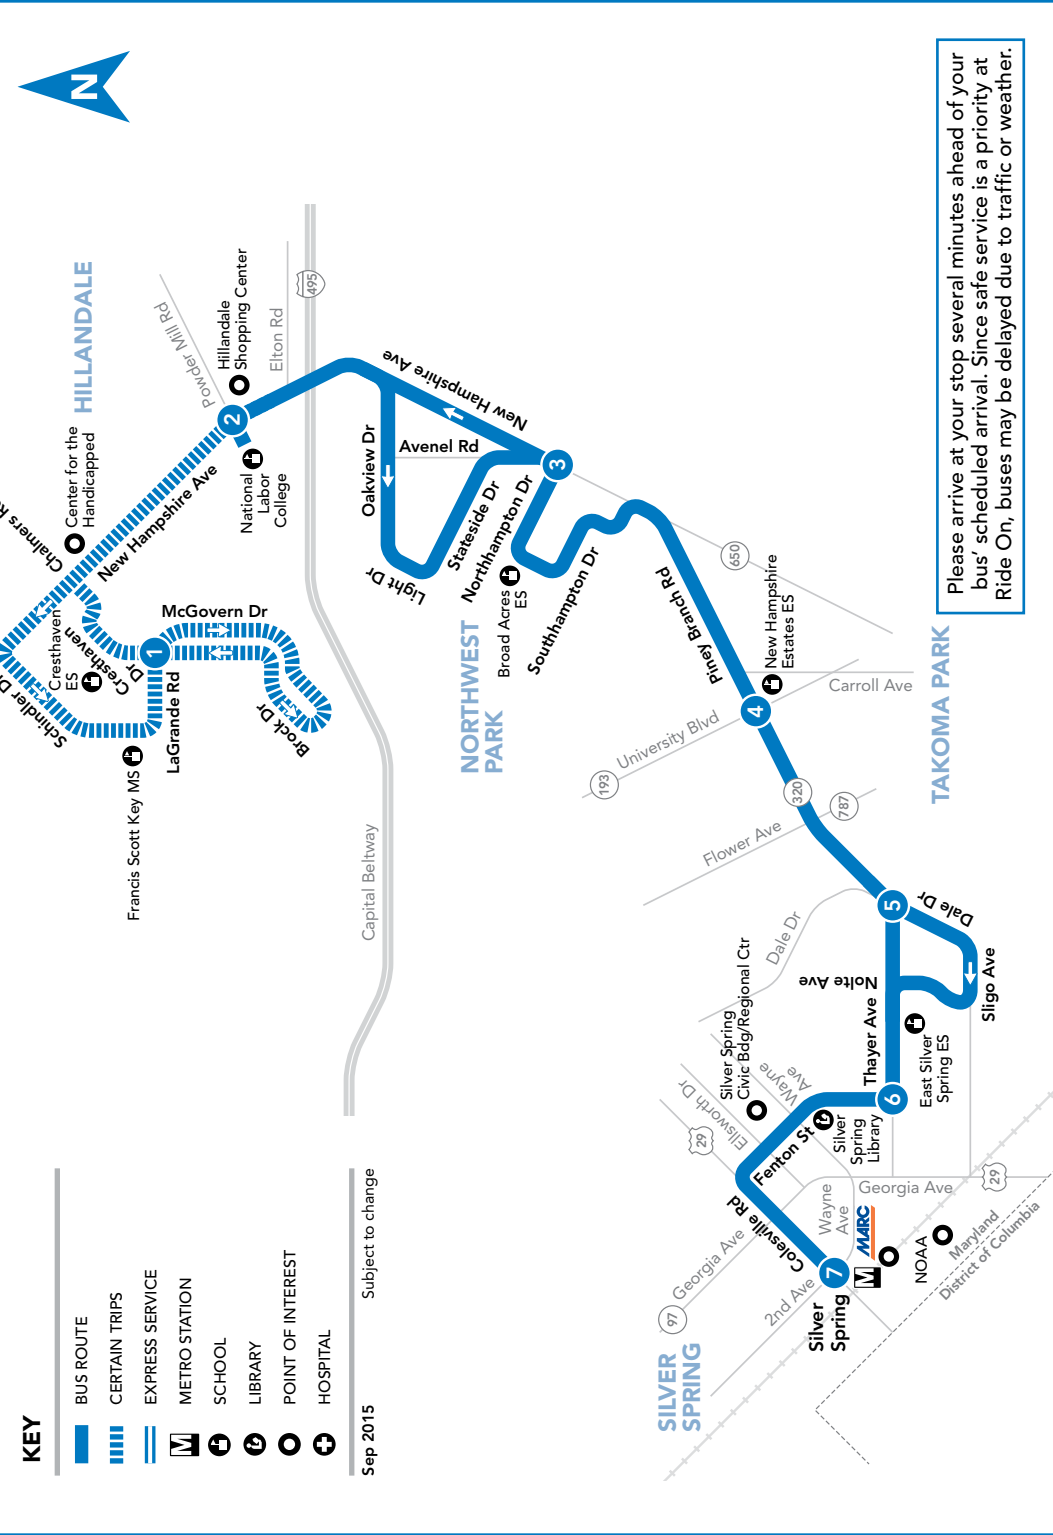 KEY
BUS ROUTE
CERTAIN TRIPS
EXPRESS SERVICE
METRO STATION
M
SCHOOL
LIBRARY
POINT OF INTEREST
HOSPITAL
Sep 2015
Subject to change
N
HILLANDALE
Chalmers R
Center for the
Handicapped
New Hampshire Ave
Schindler Dr
Cresthaven
ES
Cresthaven
Dr
1
McGovern Dr
LaGrande Rd
Brock Dr
Francis Scott Key MS
Powder Mill Rd
2
Hillandale
Shopping Center
National
Labor
College
Elton Rd
495
Capital Beltway
New Hampshire Ave
Oakview Dr
Avenel Rd
Light Dr
Stateside Dr
3
Northhampton Dr
Broad Acres
ES
Southhampton Dr
NORTHWEST
PARK
650
Piney Branch Rd
New Hampshire
Estates ES
4
Carroll Ave
University Blvd
193
320
787
Flower Ave
TAKOMA PARK
5
Dale Dr
Dale Dr
Sligo Ave
Nolte Ave
Thayer Ave
East Silver
Spring ES
6
Silver Spring
Civic Bdg/Regional Ctr
Wayne
Ave
Ellsworth Dr
29
Fenton St
Silver
Spring
Library
Colesville Rd
Georgia Ave
97
Wayne
Ave
Georgia Ave
29
MARC
M
7
Silver
Spring
2nd Ave
NOAA
Maryland
District of Columbia
SILVER
SPRING
Please arrive at your stop several minutes ahead of your
bus’ scheduled arrival. Since safe service is a priority at
Ride On, buses may be delayed due to traffic or weather.